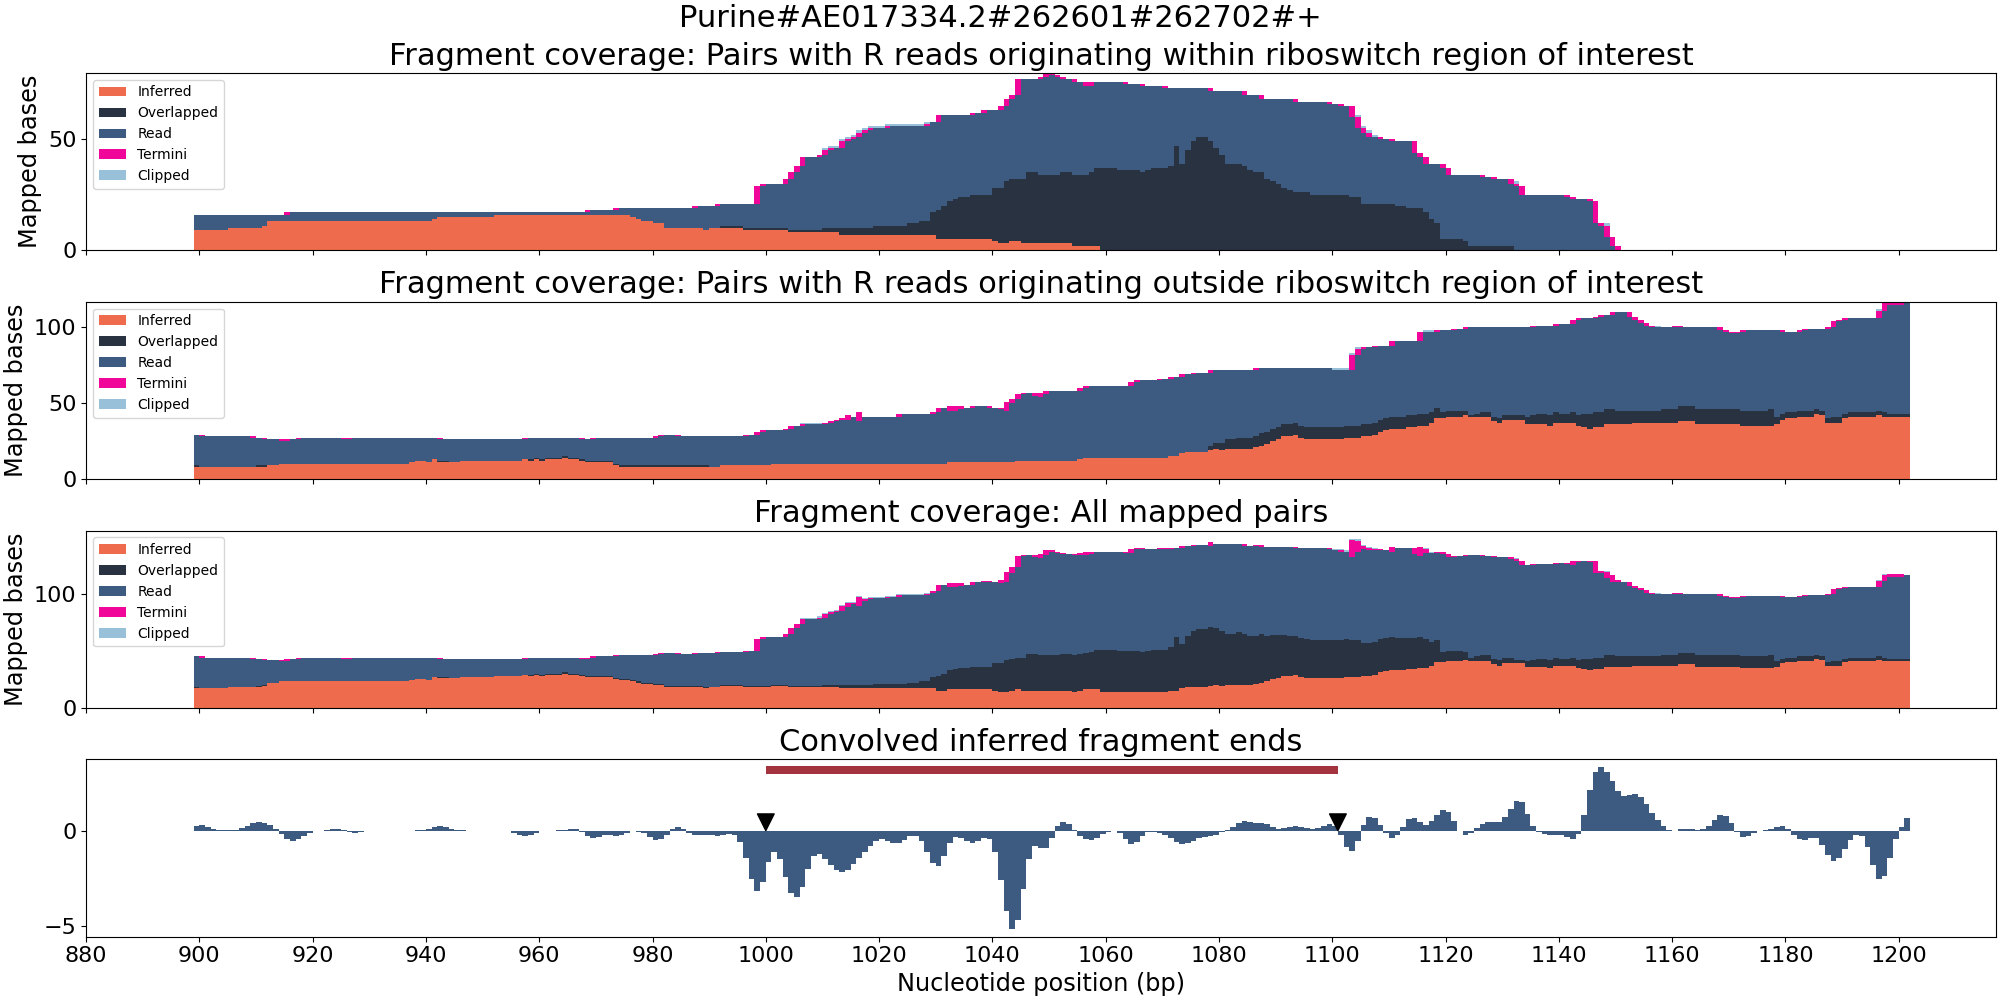 Purine#AE017334.2#262601#262702#+
Fragment coverage: Pairs with R reads originating within riboswitch region of interest
Mapped bases
50
0
Inferred
Overlapped
Read
Termini
Clipped
Fragment coverage: Pairs with R reads originating outside riboswitch region of interest
Mapped bases
100
50
0
Inferred
Overlapped
Read
Termini
Clipped
Fragment coverage: All mapped pairs
Mapped bases
100
0
Inferred
Overlapped
Read
Termini
Clipped
Convolved inferred fragment ends
0
−5
880 900 920 940 960 980 1000 1020 1040 1060 1080 1100 1120 1140 1160 1180 1200
Nucleotide position (bp)